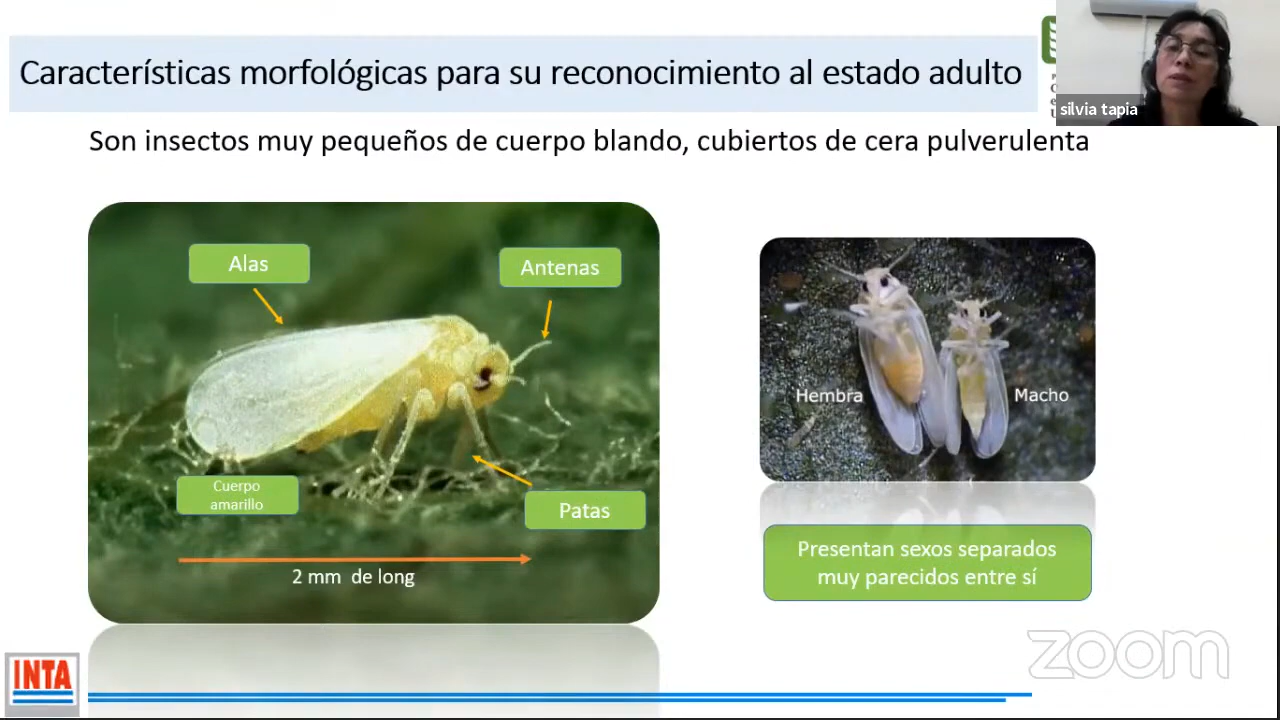 Características morfológicas para su reconocimiento al estado adulto
silvia tapia
Son insectos muy pequeños de cuerpo blando, cubiertos de cera pulverulenta
Alas
Antenas
Cuerpo
amarillo
Patas
2 mm de long
Hembra
Macho
Presentan sexos separados
muy parecidos entre sí
zoom
INTA